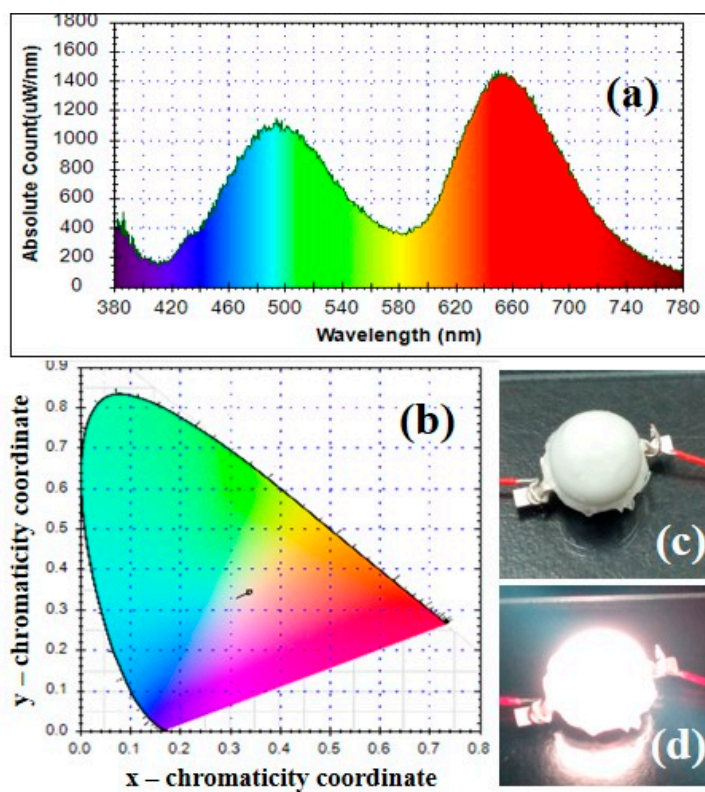 1800
1600
1400
1200
1000
800
600
400
200
0
Absolute Count(uW/nm)
(a)
380 420 460 500 540 580 620 660 700 740 780
Wavelength (nm)
0.9
0.8
0.7
0.6
0.5
0.4
0.3
0.2
0.1
0.0
y – chromaticity coordinate
(b)
0.0 0.1 0.2 0.3 0.4 0.5 0.6 0.7 0.8
x – chromaticity coordinate
(c)
(d)